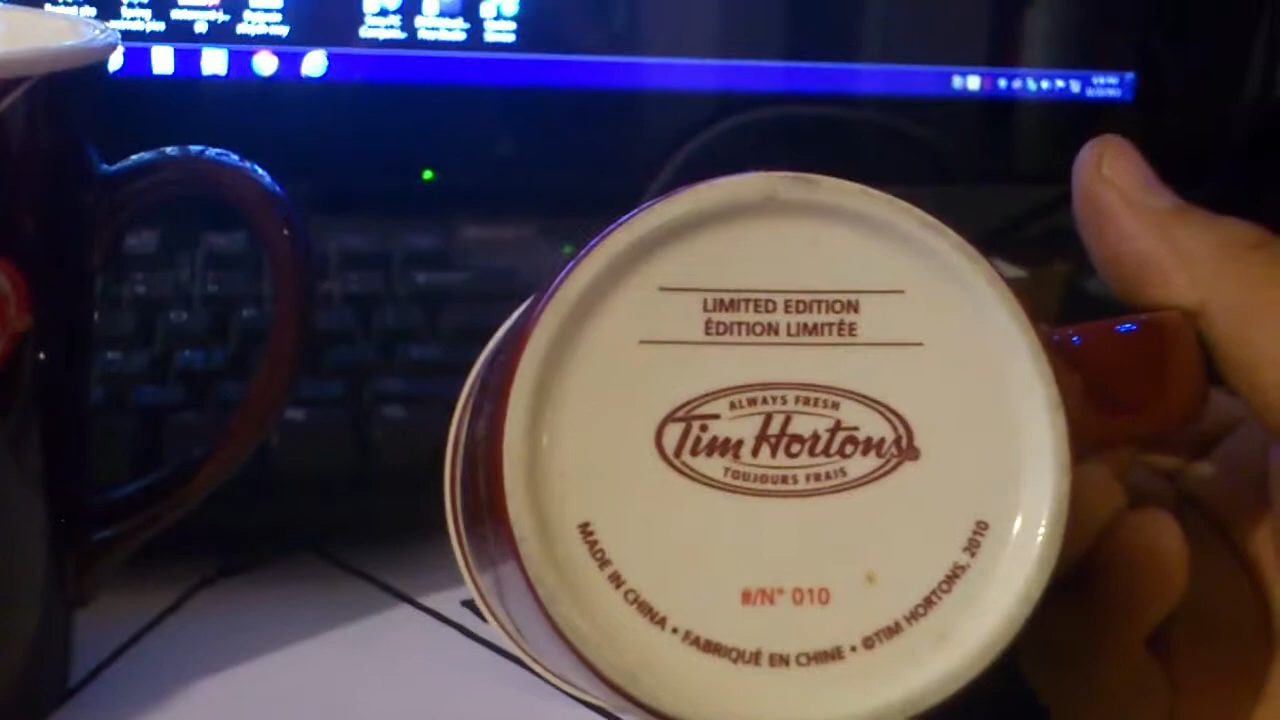 LIMITED EDITION
ÉDITION LIMITÉE
ALWAYS FRESH
Tim Hortons®
TOUJOURS FRAIS
#/N° 010
MADE IN CHINA • FABRIQUÉ EN CHINE • ©TIM HORTONS, 2010